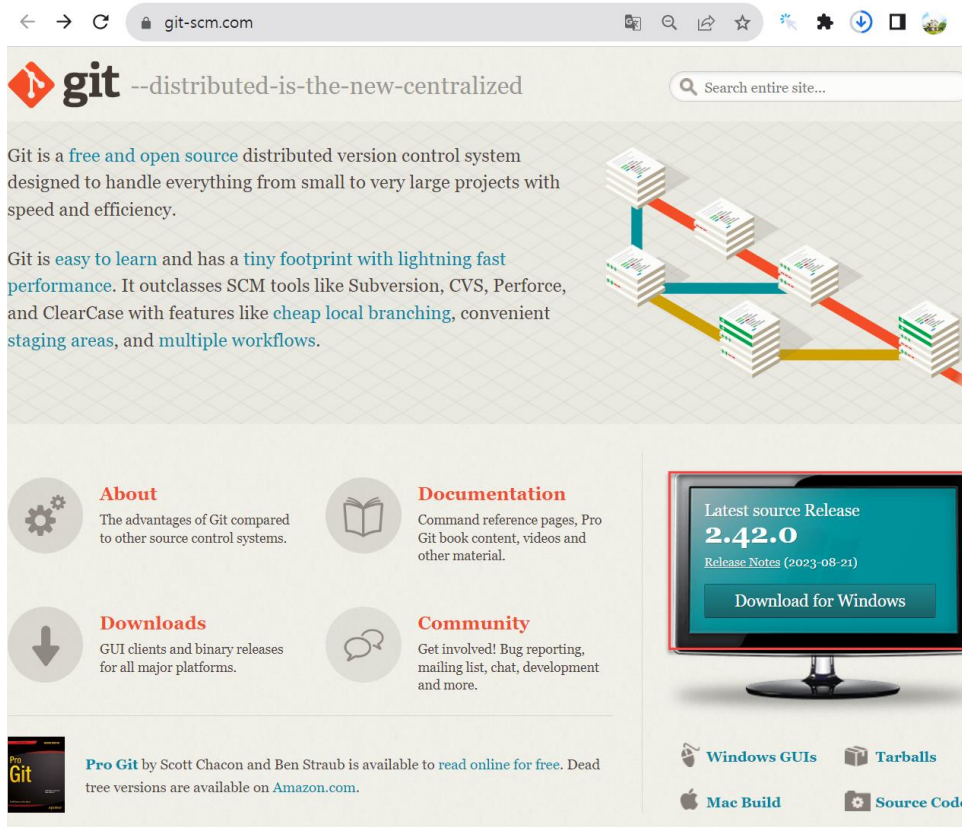 git-scm.com
git --distributed-is-the-new-centralized
Search entire site...
Git is a free and open source distributed version control system
designed to handle everything from small to very large projects with
speed and efficiency.
Git is easy to learn and has a tiny footprint with lightning fast
performance. It outclasses SCM tools like Subversion, CVS, Perforce,
and ClearCase with features like cheap local branching, convenient
staging areas, and multiple workflows.
About
The advantages of Git compared
to other source control systems.
Documentation
Command reference pages, Pro
Git book content, videos and
other material.
Downloads
GUI clients and binary releases
for all major platforms.
Community
Get involved! Bug reporting,
mailing list, chat, development
and more.
Latest source Release
2.42.0
Release Notes (2023-08-21)
Download for Windows
Pro
Git
Pro Git by Scott Chacon and Ben Straub is available to read online for free. Dead
tree versions are available on Amazon.com.
Windows GUIs
Tarballs
Mac Build
Source Code